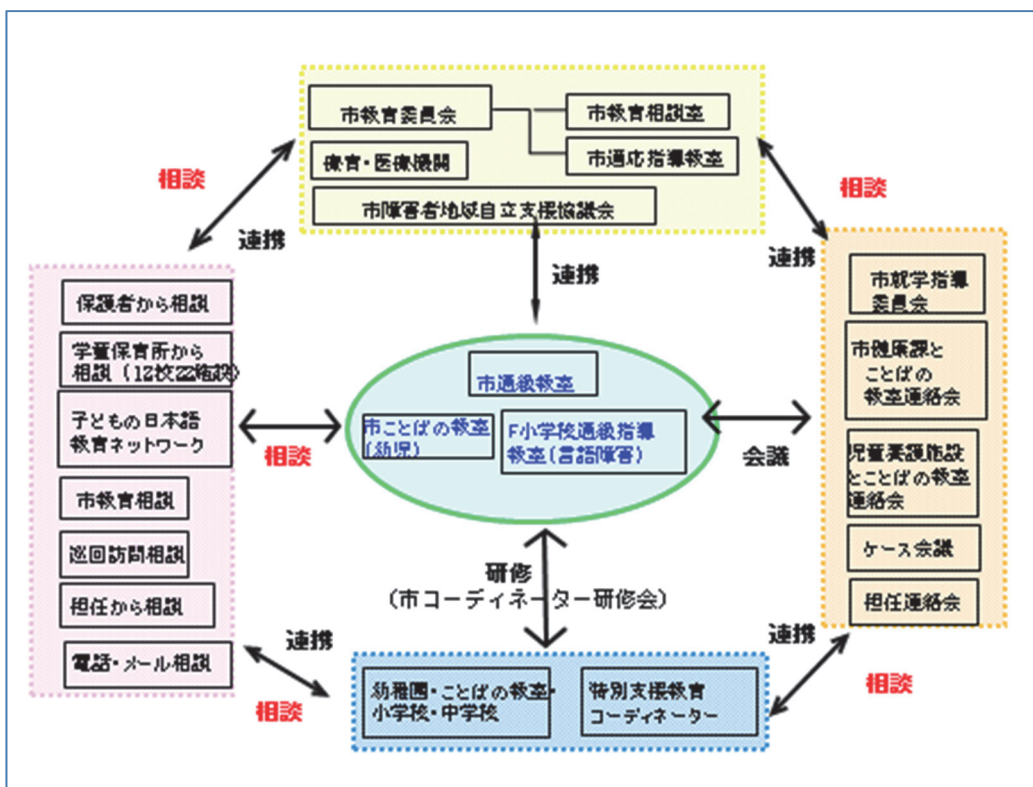 市教育委員会
市教育相談室
療育・医療機関
市適応指導教室
市障害者地域自立支援協議会
相談
連携
連携
相談
連携
保護者から相談
学童保育所から
相談（12校22施設）
子どもの日本語
教育ネットワーク
市教育相談
巡回訪問相談
担任から相談
電話・メール相談
相談
市通級教室
市ことばの教室
(幼児)
F小学校通級指導
教室(言語障害)
会議
市就学指導
委員会
市健康課と
ことばの
教室連絡会
児童養護施設
とことばの教室
連絡会
ケース会議
担任連絡会
研修
（市コーディネーター研修会）
連携
相談
連携
相談
幼稚園・ことばの教室・
小学校・中学校
特別支援教育
コーディネーター